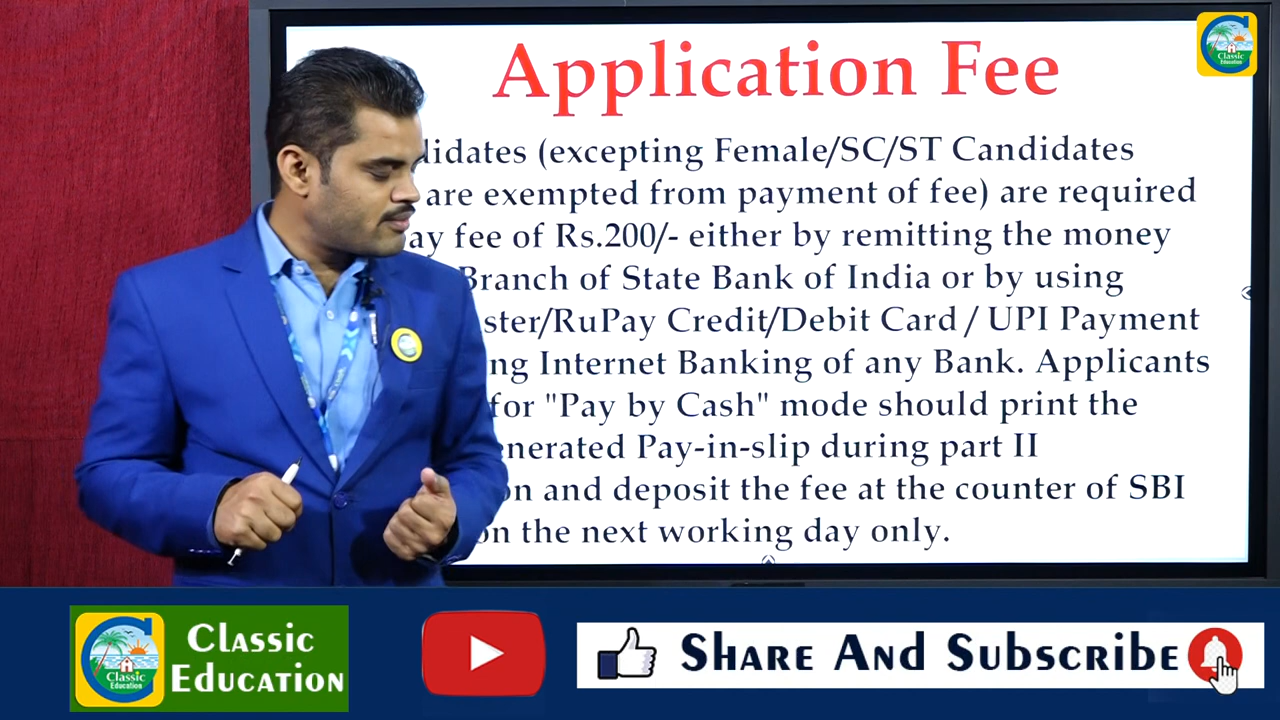 Application Fee
Classic
Education
didates (excepting Female/SC/ST Candidates
are exempted from payment of fee) are required
ay fee of Rs.200/- either by remitting the money
Branch of State Bank of India or by using
ster/RuPay Credit/Debit Card / UPI Payment
ng Internet Banking of any Bank. Applicants
for "Pay by Cash" mode should print the
enerated Pay-in-slip during part II
on and deposit the fee at the counter of SBI
on the next working day only.
Classic
Education
Classic
Education
Share And Subscribe